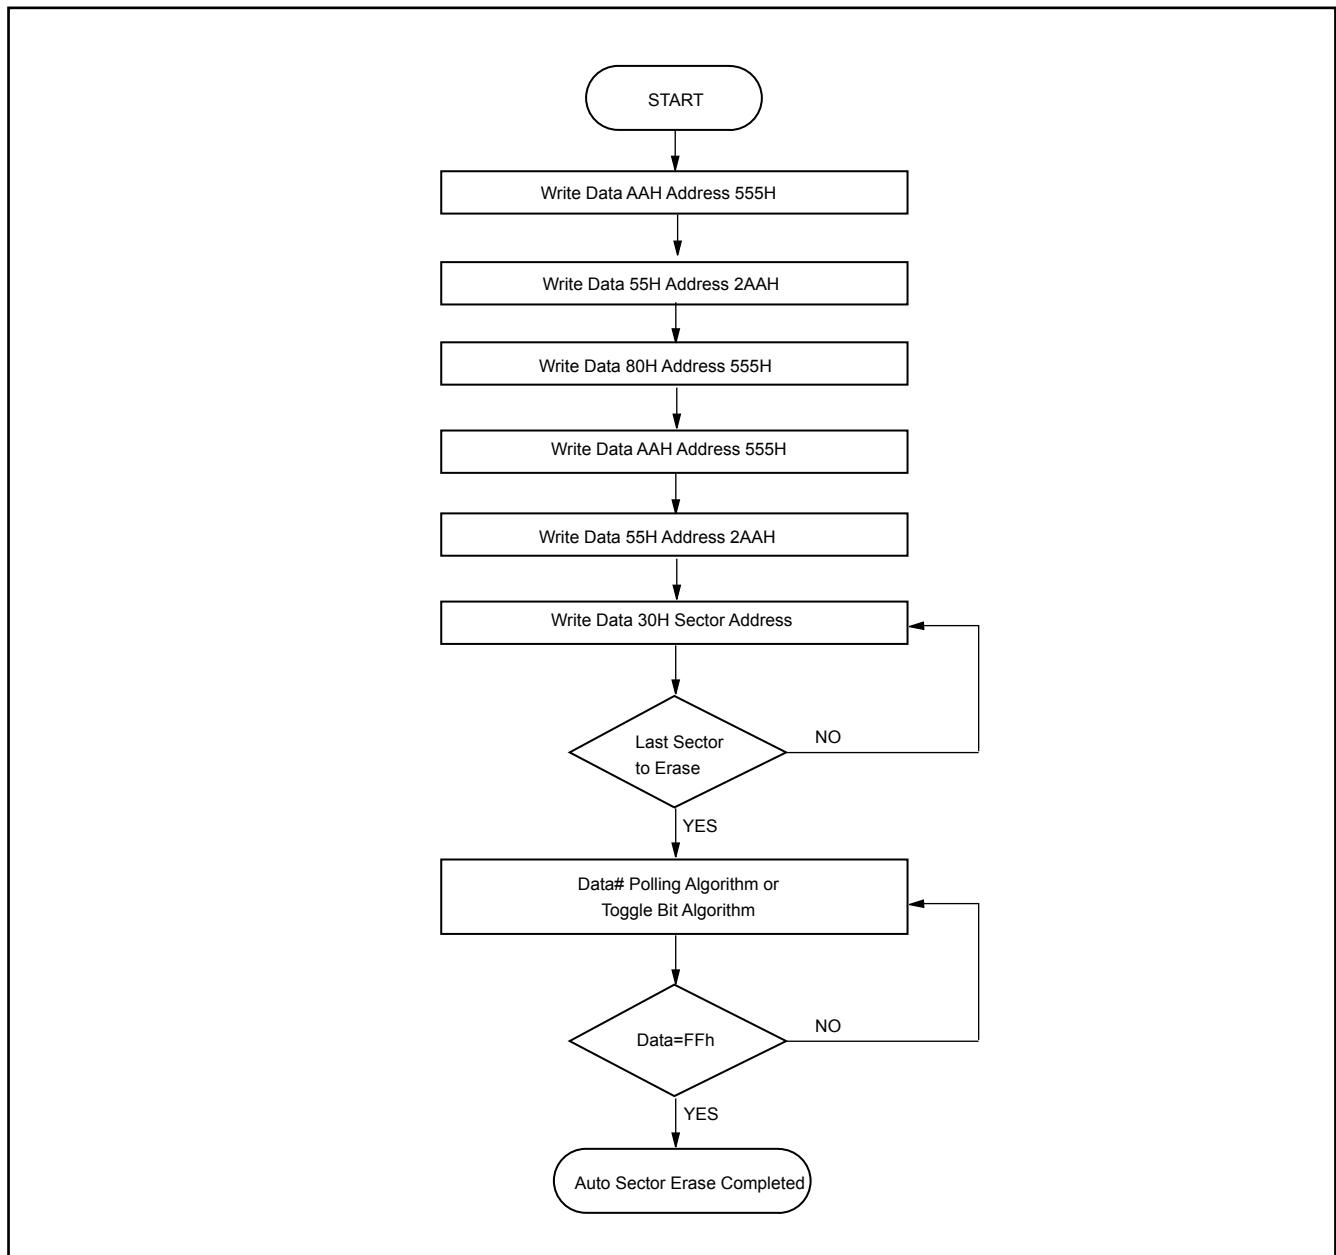 START
Write Data AAH Address 555H
Write Data 55H Address 2AAH
Write Data 80H Address 555H
Write Data AAH Address 555H
Write Data 55H Address 2AAH
Write Data 30H Sector Address
Last Sector
to Erase
NO
YES
Data# Polling Algorithm or
Toggle Bit Algorithm
Data=FFh
NO
YES
Auto Sector Erase Completed